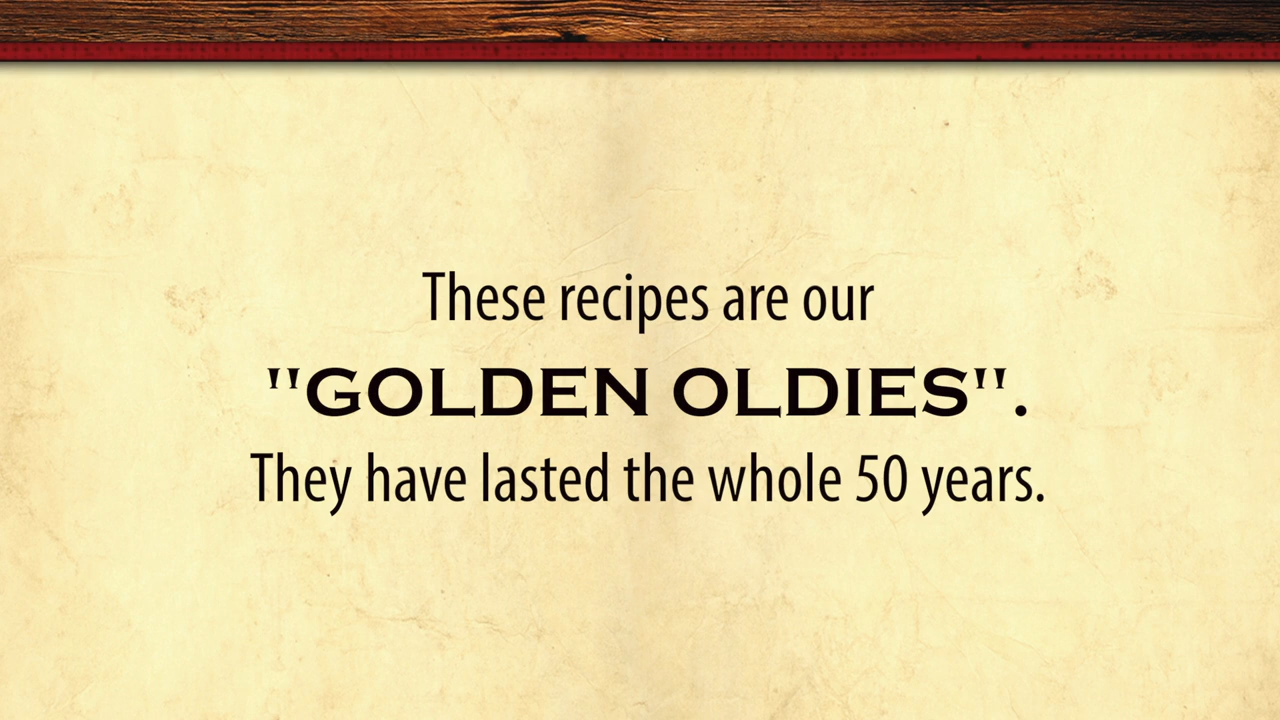 These recipes are our
"GOLDEN OLDIES".
They have lasted the whole 50 years.